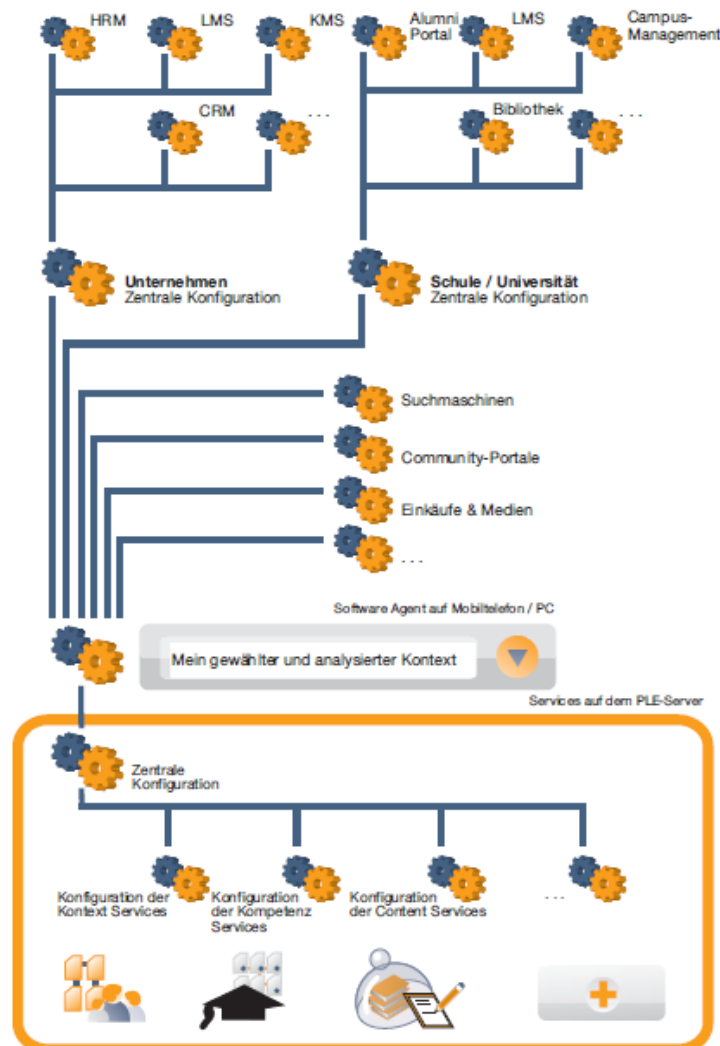 HRM
LMS
KMS
Alumni
Portal
LMS
Campus-
Management
CRM
...
Bibliothek
...
Unternehmen
Zentrale Konfiguration
Schule / Universität
Zentrale Konfiguration
Suchmaschinen
Community-Portale
Einkäufe & Medien
...
Software Agent auf Mobiltelefon / PC
Mein gewählter und analysierter Kontext
Services auf dem PLE-Server
Zentrale
Konfiguration
Konfiguration der
Kontext Services
Konfiguration
der Kompetenz
Services
Konfiguration
der Content Services
...